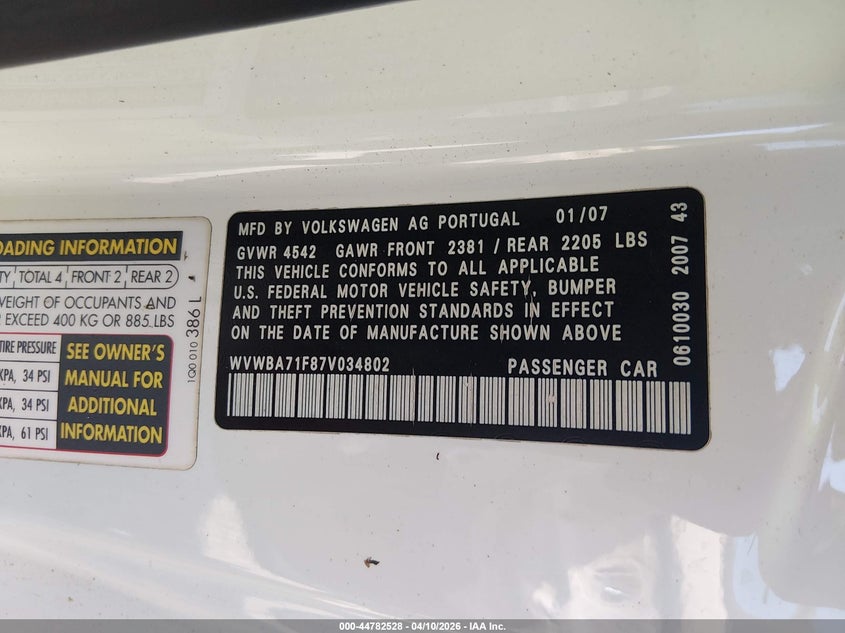 OADING INFORMATION
TY TOTAL 4 FRONT 2 REAR 2
WEIGHT OF OCCUPANTS AND
EXCEED 400 KG OR 885 LBS
TIRE PRESSURE
KPA, 34 PSI
KPA, 34 PSI
KPA, 61 PSI
SEE OWNER'S
MANUAL FOR
ADDITIONAL
INFORMATION
1Q0 010 386 L
MFD BY VOLKSWAGEN AG PORTUGAL 01/07
GVWR 4542 GAWR FRONT 2381 / REAR 2205 LBS
THIS VEHICLE CONFORMS TO ALL APPLICABLE
U.S. FEDERAL MOTOR VEHICLE SAFETY, BUMPER
AND THEFT PREVENTION STANDARDS IN EFFECT
ON THE DATE OF MANUFACTURE SHOWN ABOVE
WVWBA71F87V034802 PASSENGER CAR
0610030 2007 43
000-44782528 - 04/10/2026 - IAA Inc.